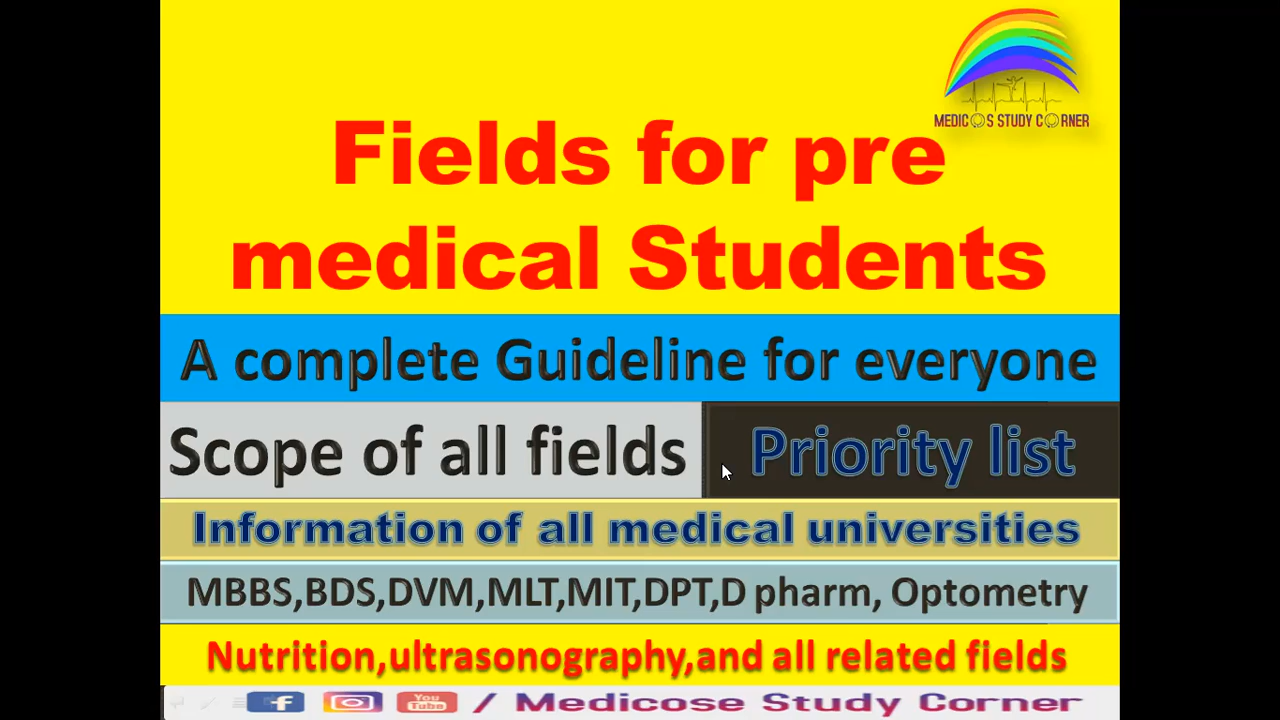 MEDICOS STUDY CORNER
Fields for pre
medical Students
A complete Guideline for everyone
Scope of all fields
Priority list
Information of all medical universities
MBBS,BDS,DVM,MLT,MIT,DPT,D pharm, Optometry
Nutrition,ultrasonography,and all related fields
You Tube / Medicose Study Corner